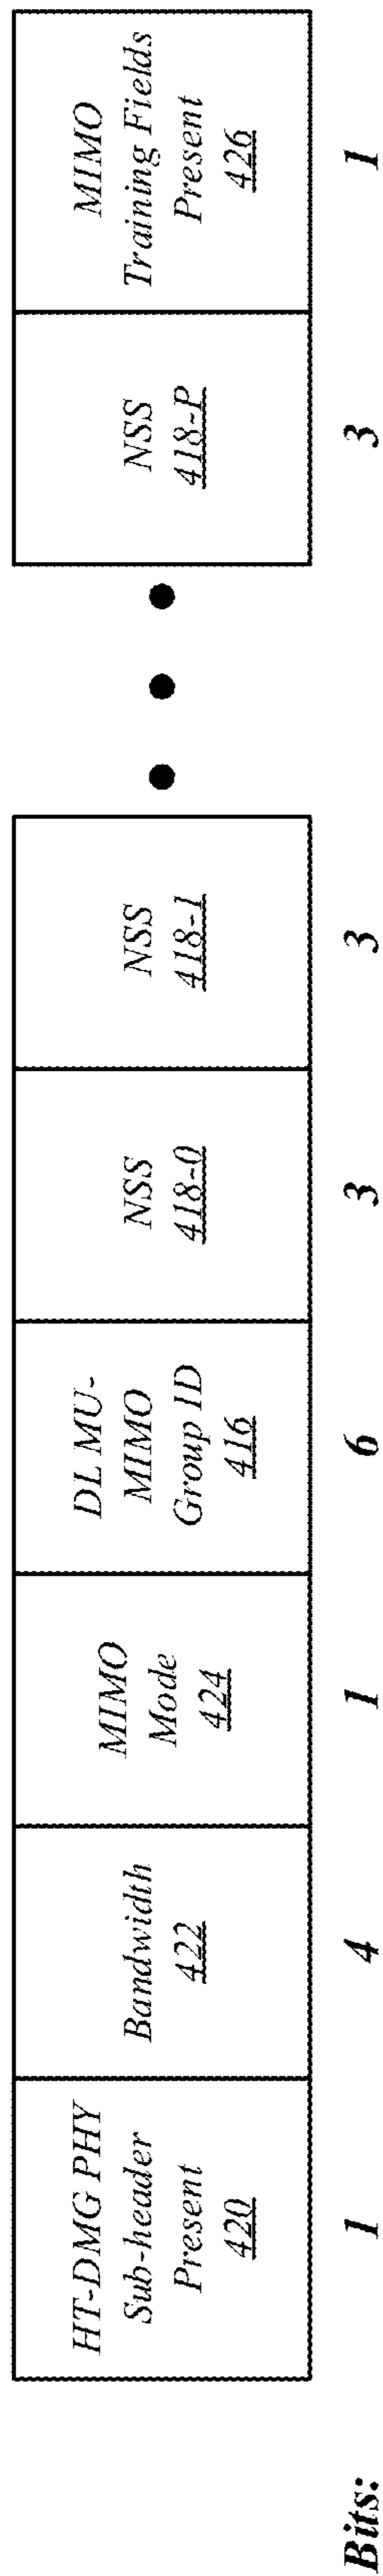 HT-DMG PHY
Sub-header
Present
420
Bandwidth
422
MIMO
Mode
424
DL MU-
MIMO
Group ID
416
NSS
418-0
NSS
418-1
NSS
418-P
MIMO
Training Fields
Present
426
Bits: 1 4 1 6 3 3 3 1